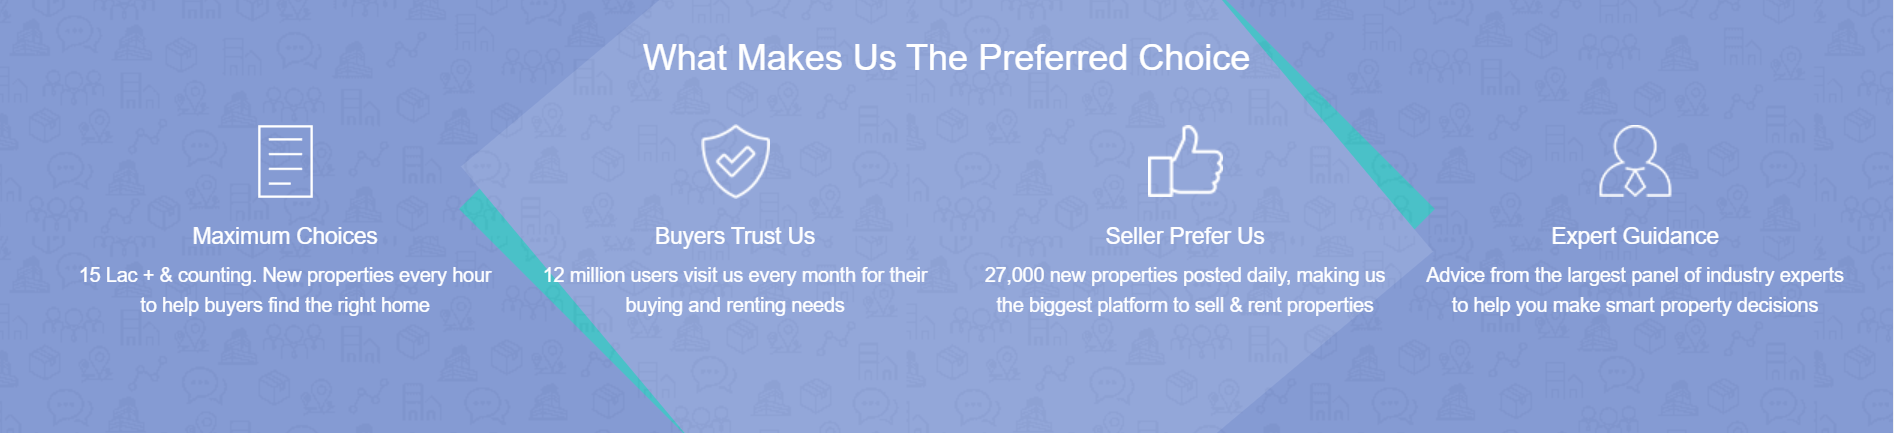 What Makes Us The Preferred Choice
Maximum Choices
15 Lac + & counting. New properties every hour
to help buyers find the right home
Buyers Trust Us
12 million users visit us every month for their
buying and renting needs
Seller Prefer Us
27,000 new properties posted daily, making us
the biggest platform to sell & rent properties
Expert Guidance
Advice from the largest panel of industry experts
to help you make smart property decisions